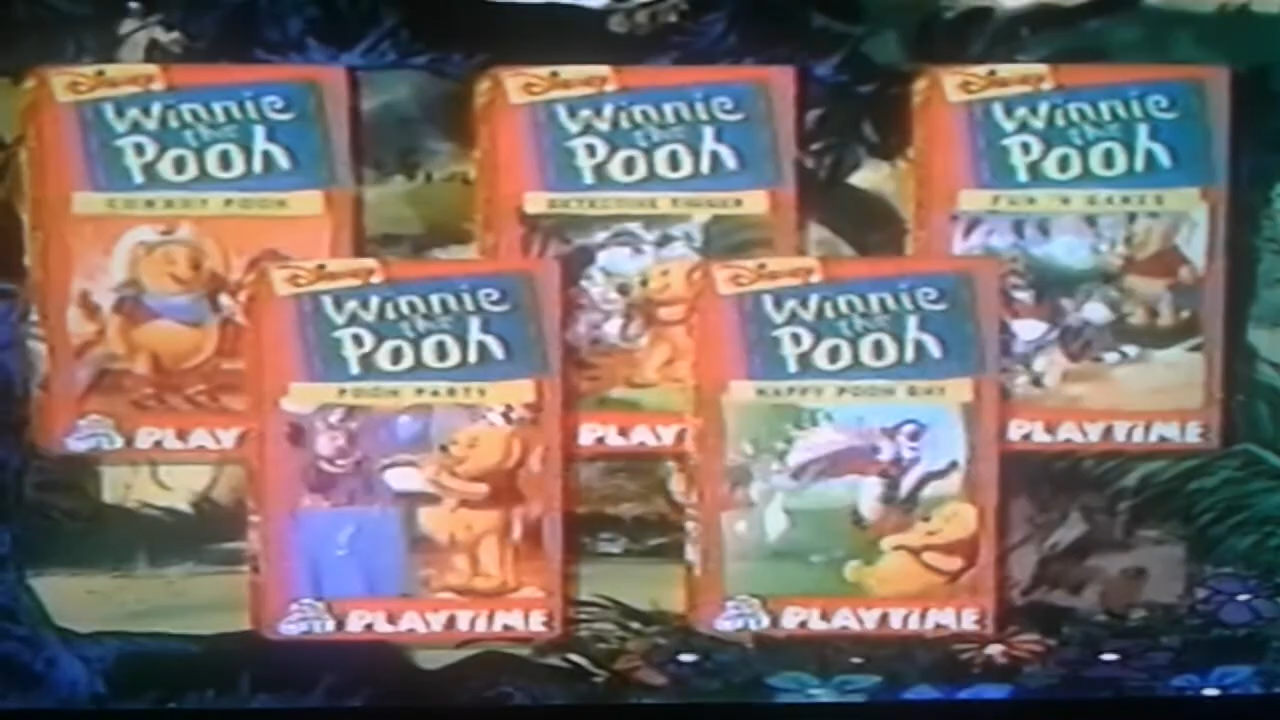 Disney
Winnie
the
Pooh
COWBOY POOH
PLAY
Disney
Winnie
the
Pooh
DETECTIVE TIGGER
PLAYT
Disney
Winnie
the
Pooh
FUN 'N GAMES
PLAYTIME
Disney
Winnie
the
Pooh
POOH PARTY
PLAYTIME
Disney
Winnie
the
Pooh
HAPPY POOH DAY
PLAYTIME